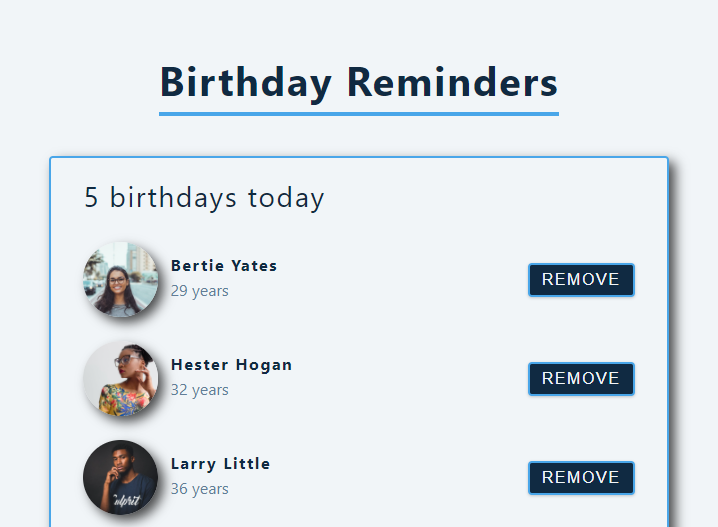 Birthday Reminders
5 birthdays today
Bertie Yates
29 years
REMOVE
Hester Hogan
32 years
REMOVE
Larry Little
36 years
REMOVE
Culprit